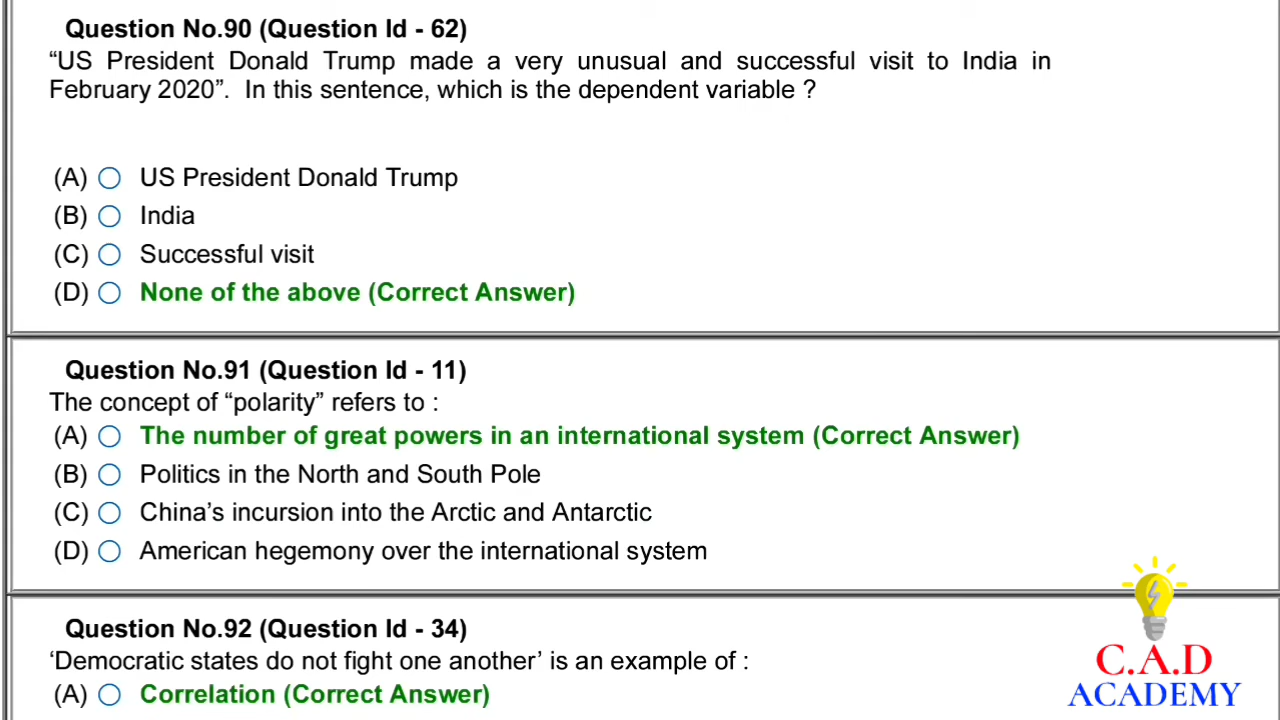 Question No.90 (Question Id - 62)
“US President Donald Trump made a very unusual and successful visit to India in
February 2020”. In this sentence, which is the dependent variable ?
(A) US President Donald Trump
(B) India
(C) Successful visit
(D) None of the above (Correct Answer)
Question No.91 (Question Id - 11)
The concept of “polarity” refers to :
(A) The number of great powers in an international system (Correct Answer)
(B) Politics in the North and South Pole
(C) China’s incursion into the Arctic and Antarctic
(D) American hegemony over the international system
Question No.92 (Question Id - 34)
‘Democratic states do not fight one another’ is an example of :
(A) Correlation (Correct Answer)
C.A.D
ACADEMY